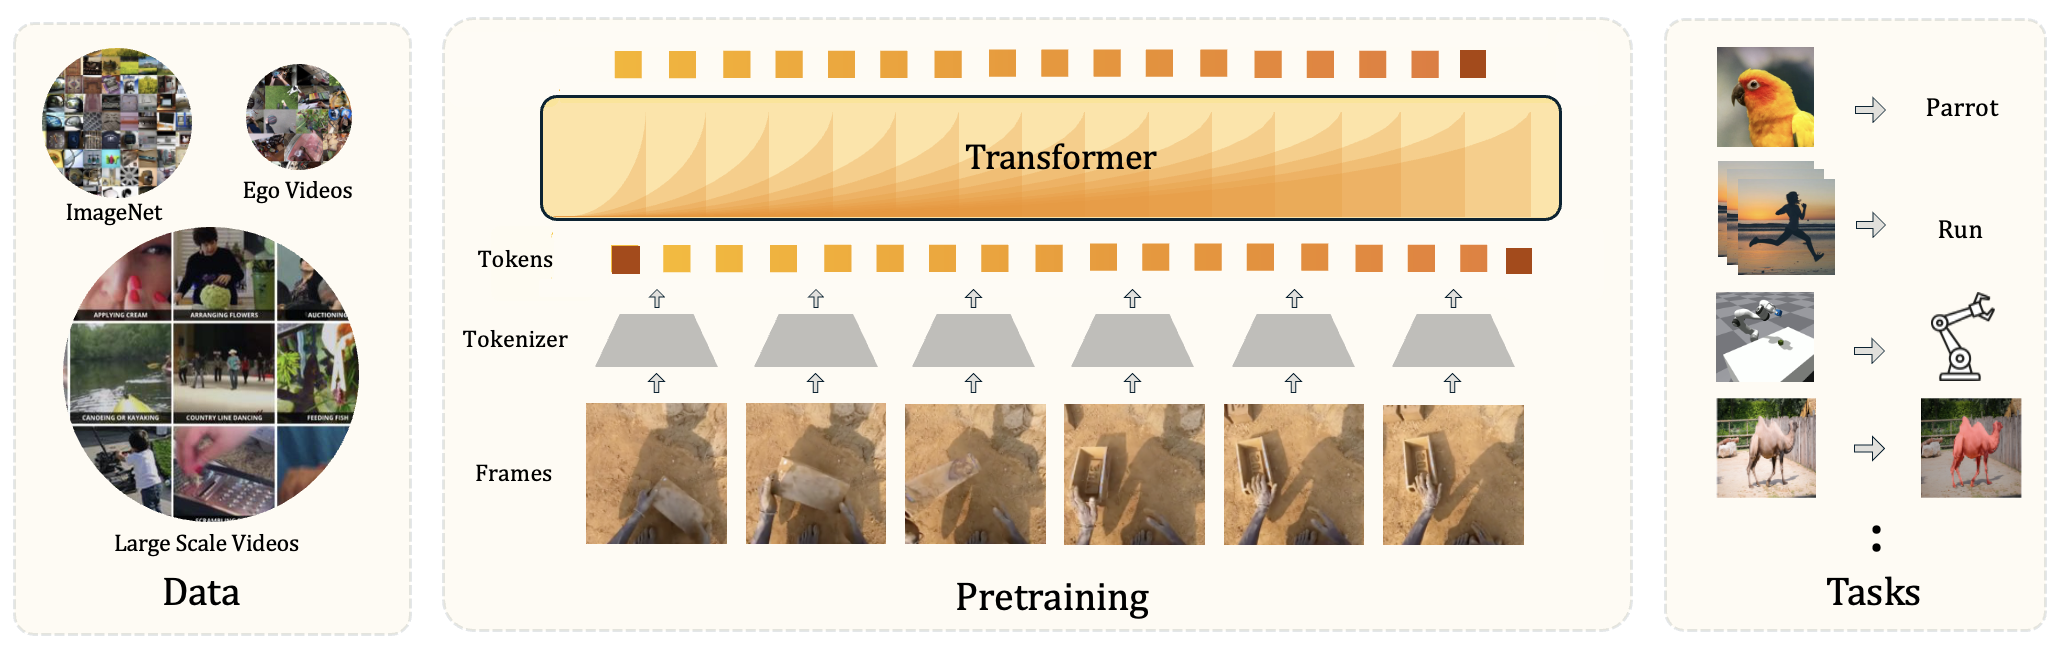 ImageNet
Ego Videos
APPLYING CREAM
ARRANGING FLOWERS
AUCTIONING
CANOEING OR KAYAKING
COUNTRY LINE DANCING
FEEDING FISH
Large Scale Videos
Data
Transformer
Tokens
Tokenizer
Frames
Pretraining
Parrot
Run
:
Tasks